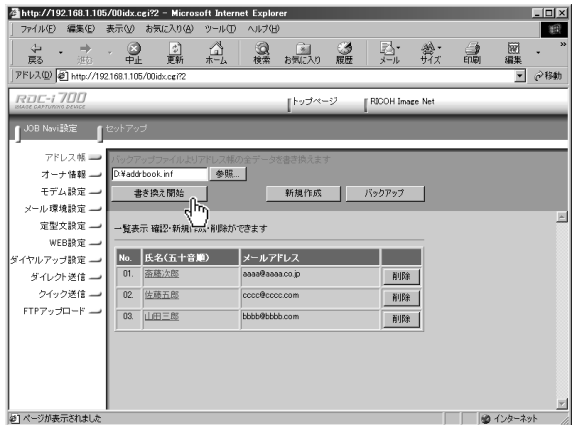 http://192.168.1.105/00idx.cgi?2 - Microsoft Internet Explorer
ファイル(F) 編集(E) 表示(V) お気に入り(A) ツール(T) ヘルプ(H)
戻る 進む 中止 更新 ホーム 検索 お気に入り 履歴 メール サイズ 印刷 編集 »
アドレス(D) http://192.168.1.105/00idx.cgi?2 移動
RDC-i 700
IMAGE CAPTURING DEVICE
トップページ RICOH Image Net
JOB Navi設定 セットアップ
アドレス帳
オーナ情報
モデム設定
メール環境設定
定型文設定
WEB設定
ダイヤルアップ設定
ダイレクト送信
クイック送信
FTPアップロード
バックアップファイルよりアドレス帳の全データを書き換えます
D:¥addrbook.inf 参照...
書き換え開始 新規作成 バックアップ
一覧表示 確認・新規作成・削除ができます
No. 氏名(五十音順) メールアドレス
01. 斎藤次郎 aaaa@aaaa.co.jp 削除
02. 佐藤五郎 cccc@cccc.com 削除
03. 山田三郎 bbbb@bbbb.com 削除
ページが表示されました インターネット